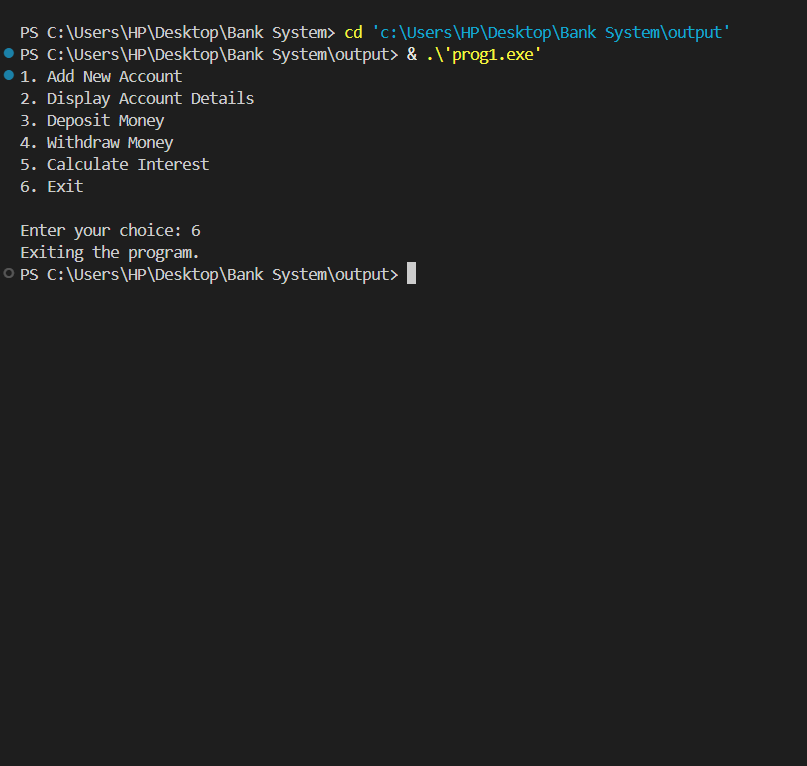 PS C:\Users\HP\Desktop\Bank System> cd 'c:\Users\HP\Desktop\Bank System\output'
PS C:\Users\HP\Desktop\Bank System\output> & .\'prog1.exe'
1. Add New Account
2. Display Account Details
3. Deposit Money
4. Withdraw Money
5. Calculate Interest
6. Exit
Enter your choice: 6
Exiting the program.
PS C:\Users\HP\Desktop\Bank System\output>